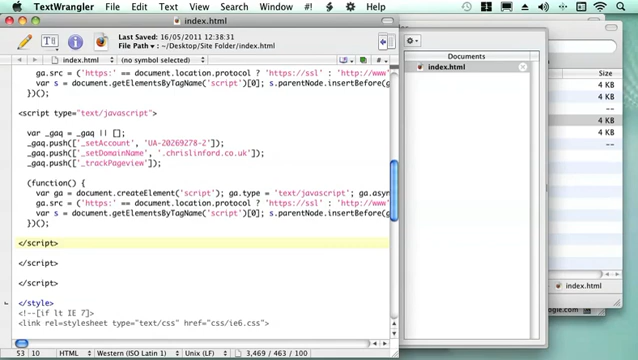 TextWrangler File Edit Text View Search Window #!
index.html
Last Saved: 16/05/2011 12:38:31
File Path ▾: ~/Desktop/Site Folder/index.html
index.html (no symbol selected)
ga.src = ('https:' == document.location.protocol ? 'https://ssl' : 'http://www
var s = document.getElementsByTagName('script')[0]; s.parentNode.insertBefore(g
})();
<script type="text/javascript">
var _gaq = _gaq || [];
_gaq.push(['_setAccount', 'UA-20269278-2']);
_gaq.push(['_setDomainName', '.chrislinford.co.uk']);
_gaq.push(['_trackPageview']);
(function() {
var ga = document.createElement('script'); ga.type = 'text/javascript'; ga.asyn
ga.src = ('https:' == document.location.protocol ? 'https://ssl' : 'http://www
var s = document.getElementsByTagName('script')[0]; s.parentNode.insertBefore(g
})();
</script>
</script>
</script>
</style>
<!--[if lt IE 7]>
<link rel=stylesheet type="text/css" href="css/ie6.css">
53 10 HTML Western (ISO Latin 1) Unix (LF) 3,469 / 463 / 100
Documents
index.html
Size
4 KB
4 KB
--
4 KB
4 KB
--
index.html